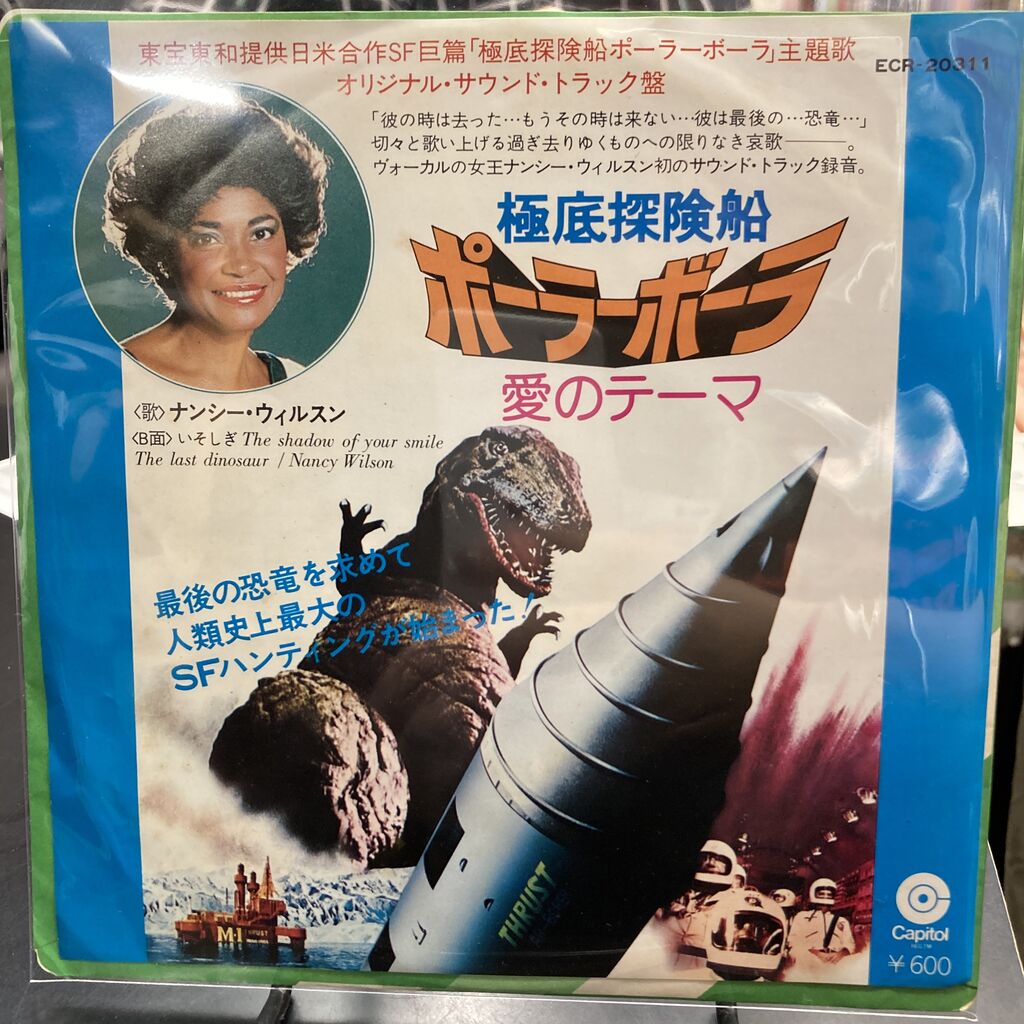 東宝東和提供日米合作SF巨篇「極底探険船ポーラーボーラ」主題歌
ECR-20311
オリジナル・サウンド・トラック盤
「彼の時は去った…もうその時は来ない…彼は最後の…恐竜…」
切々と歌い上げる過ぎ去りゆくものへの限りなき哀歌――。
ヴォーカルの女王ナンシー・ウィルスン初のサウンド・トラック録音。
極底探険船
ポーラーボーラ
愛のテーマ
〈歌〉ナンシー・ウィルスン
〈B面〉いそしぎ The shadow of your smile
The last dinosaur / Nancy Wilson
最後の恐竜を求めて
人類史上最大の
SFハンティングが始まった!
THRUST
M-1 THRUST
Capitol
¥600